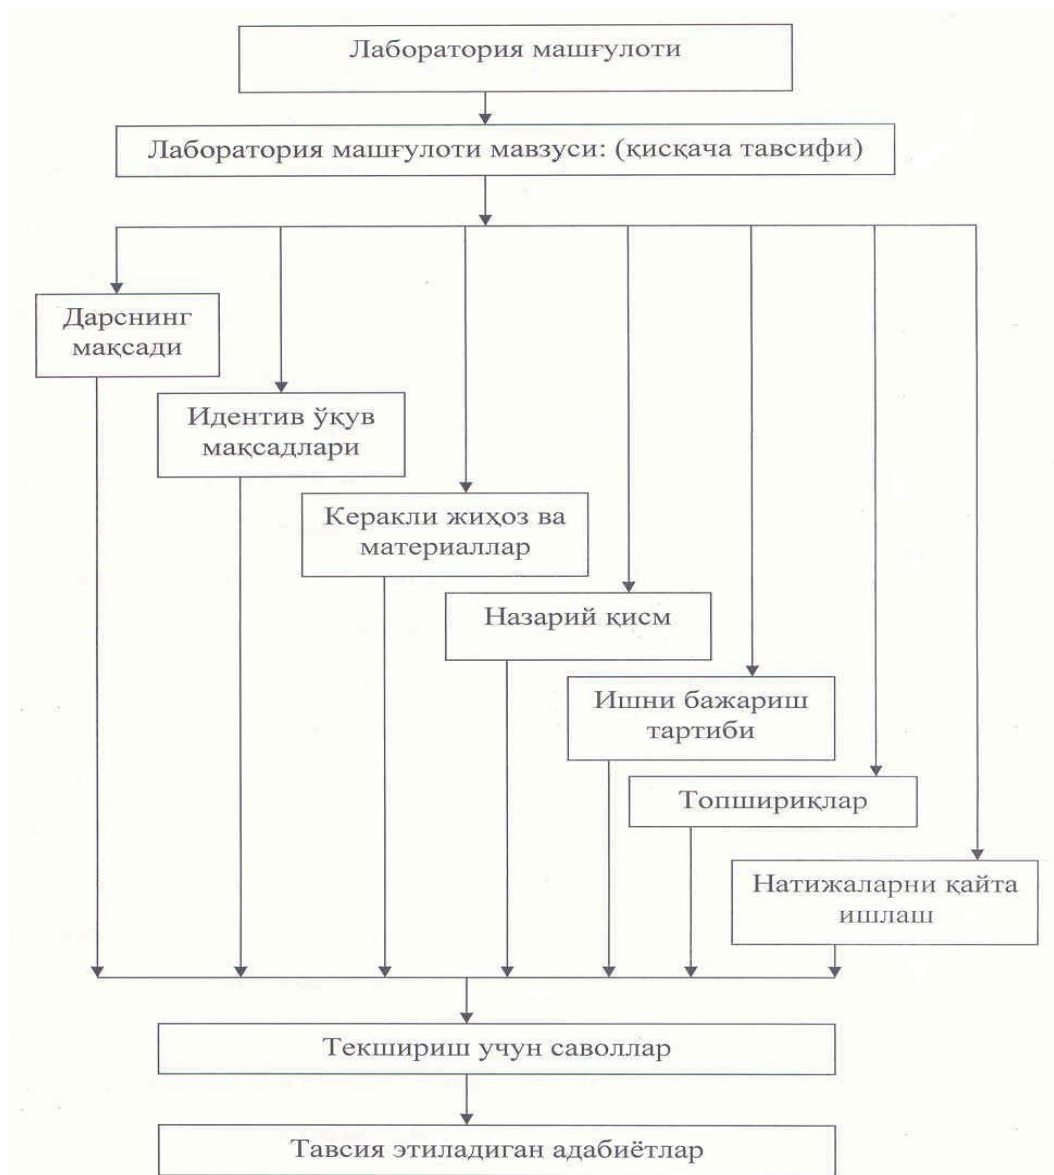 Лаборатория машғулоти
Лаборатория машғулоти мавзуси: (қисқача тавсифи)
Дарснинг
мақсади
Идентив ўқув
мақсадлари
Керакли жиҳоз ва
материаллар
Назарий қисм
Ишни бажариш
тартиби
Топшириқлар
Натижаларни қайта
ишлаш
Текшириш учун саволлар
Тавсия этиладиган адабиётлар